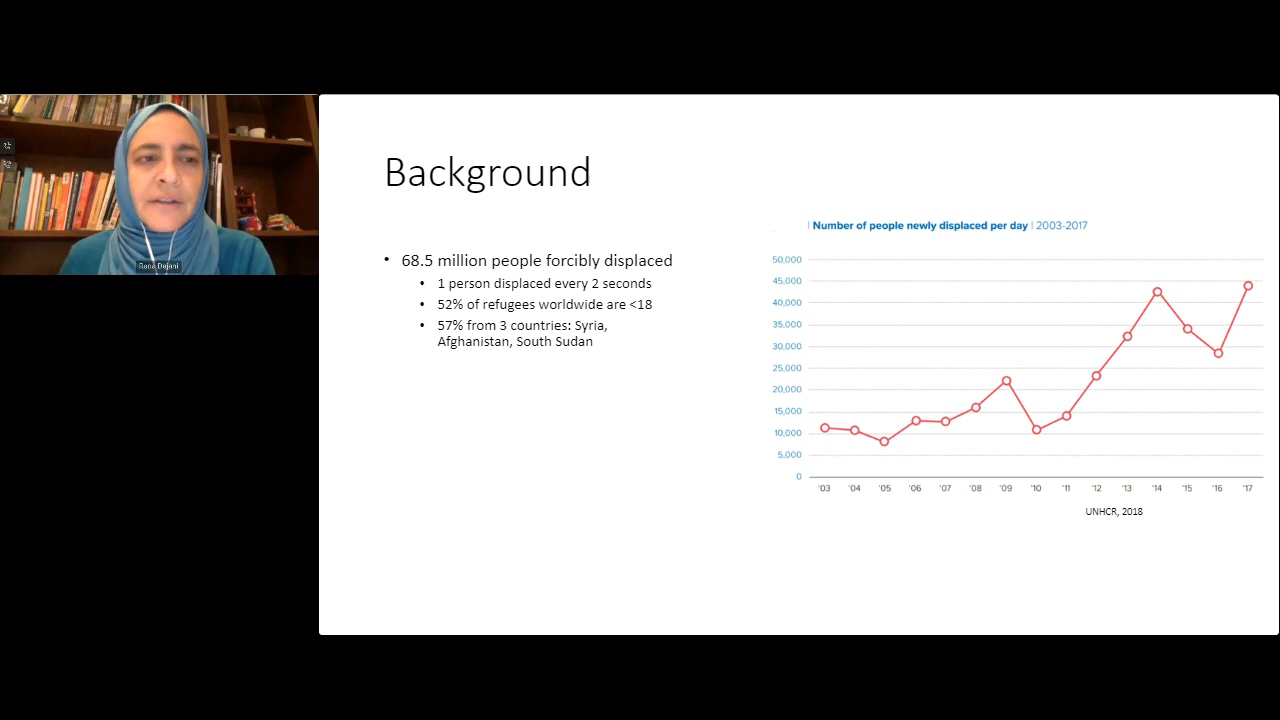 Background
• 68.5 million people forcibly displaced
• 1 person displaced every 2 seconds
• 52% of refugees worldwide are <18
• 57% from 3 countries: Syria,
Afghanistan, South Sudan
| Number of people newly displaced per day | 2003-2017
50,000
45,000
40,000
35,000
30,000
25,000
20,000
15,000
10,000
5,000
0
'03 '04 '05 '06 '07 '08 '09 '10 '11 '12 '13 '14 '15 '16 '17
UNHCR, 2018
Rana Dajani